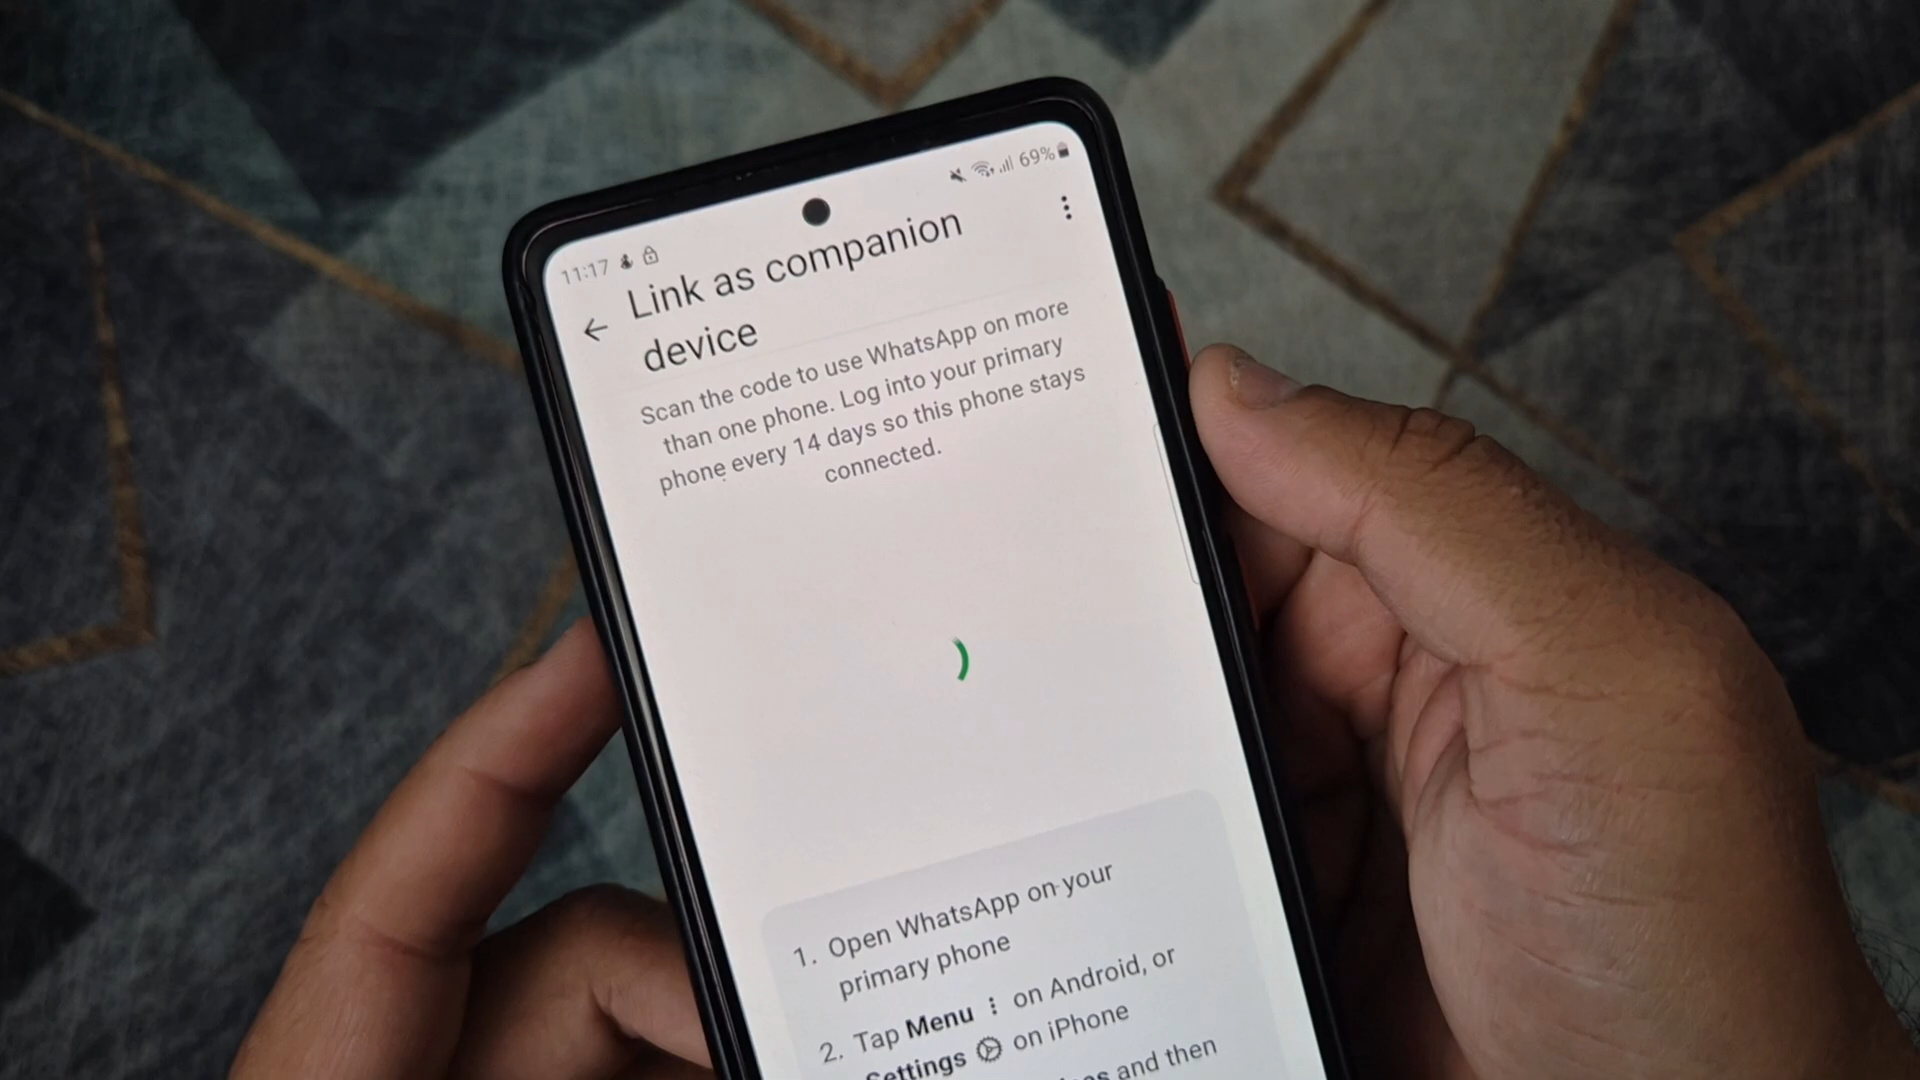 11:17
69%
Link as companion
device
Scan the code to use WhatsApp on more
than one phone. Log into your primary
phone every 14 days so this phone stays
connected.
1. Open WhatsApp on your
primary phone
2. Tap Menu ⋮ on Android, or
Settings on iPhone
and then